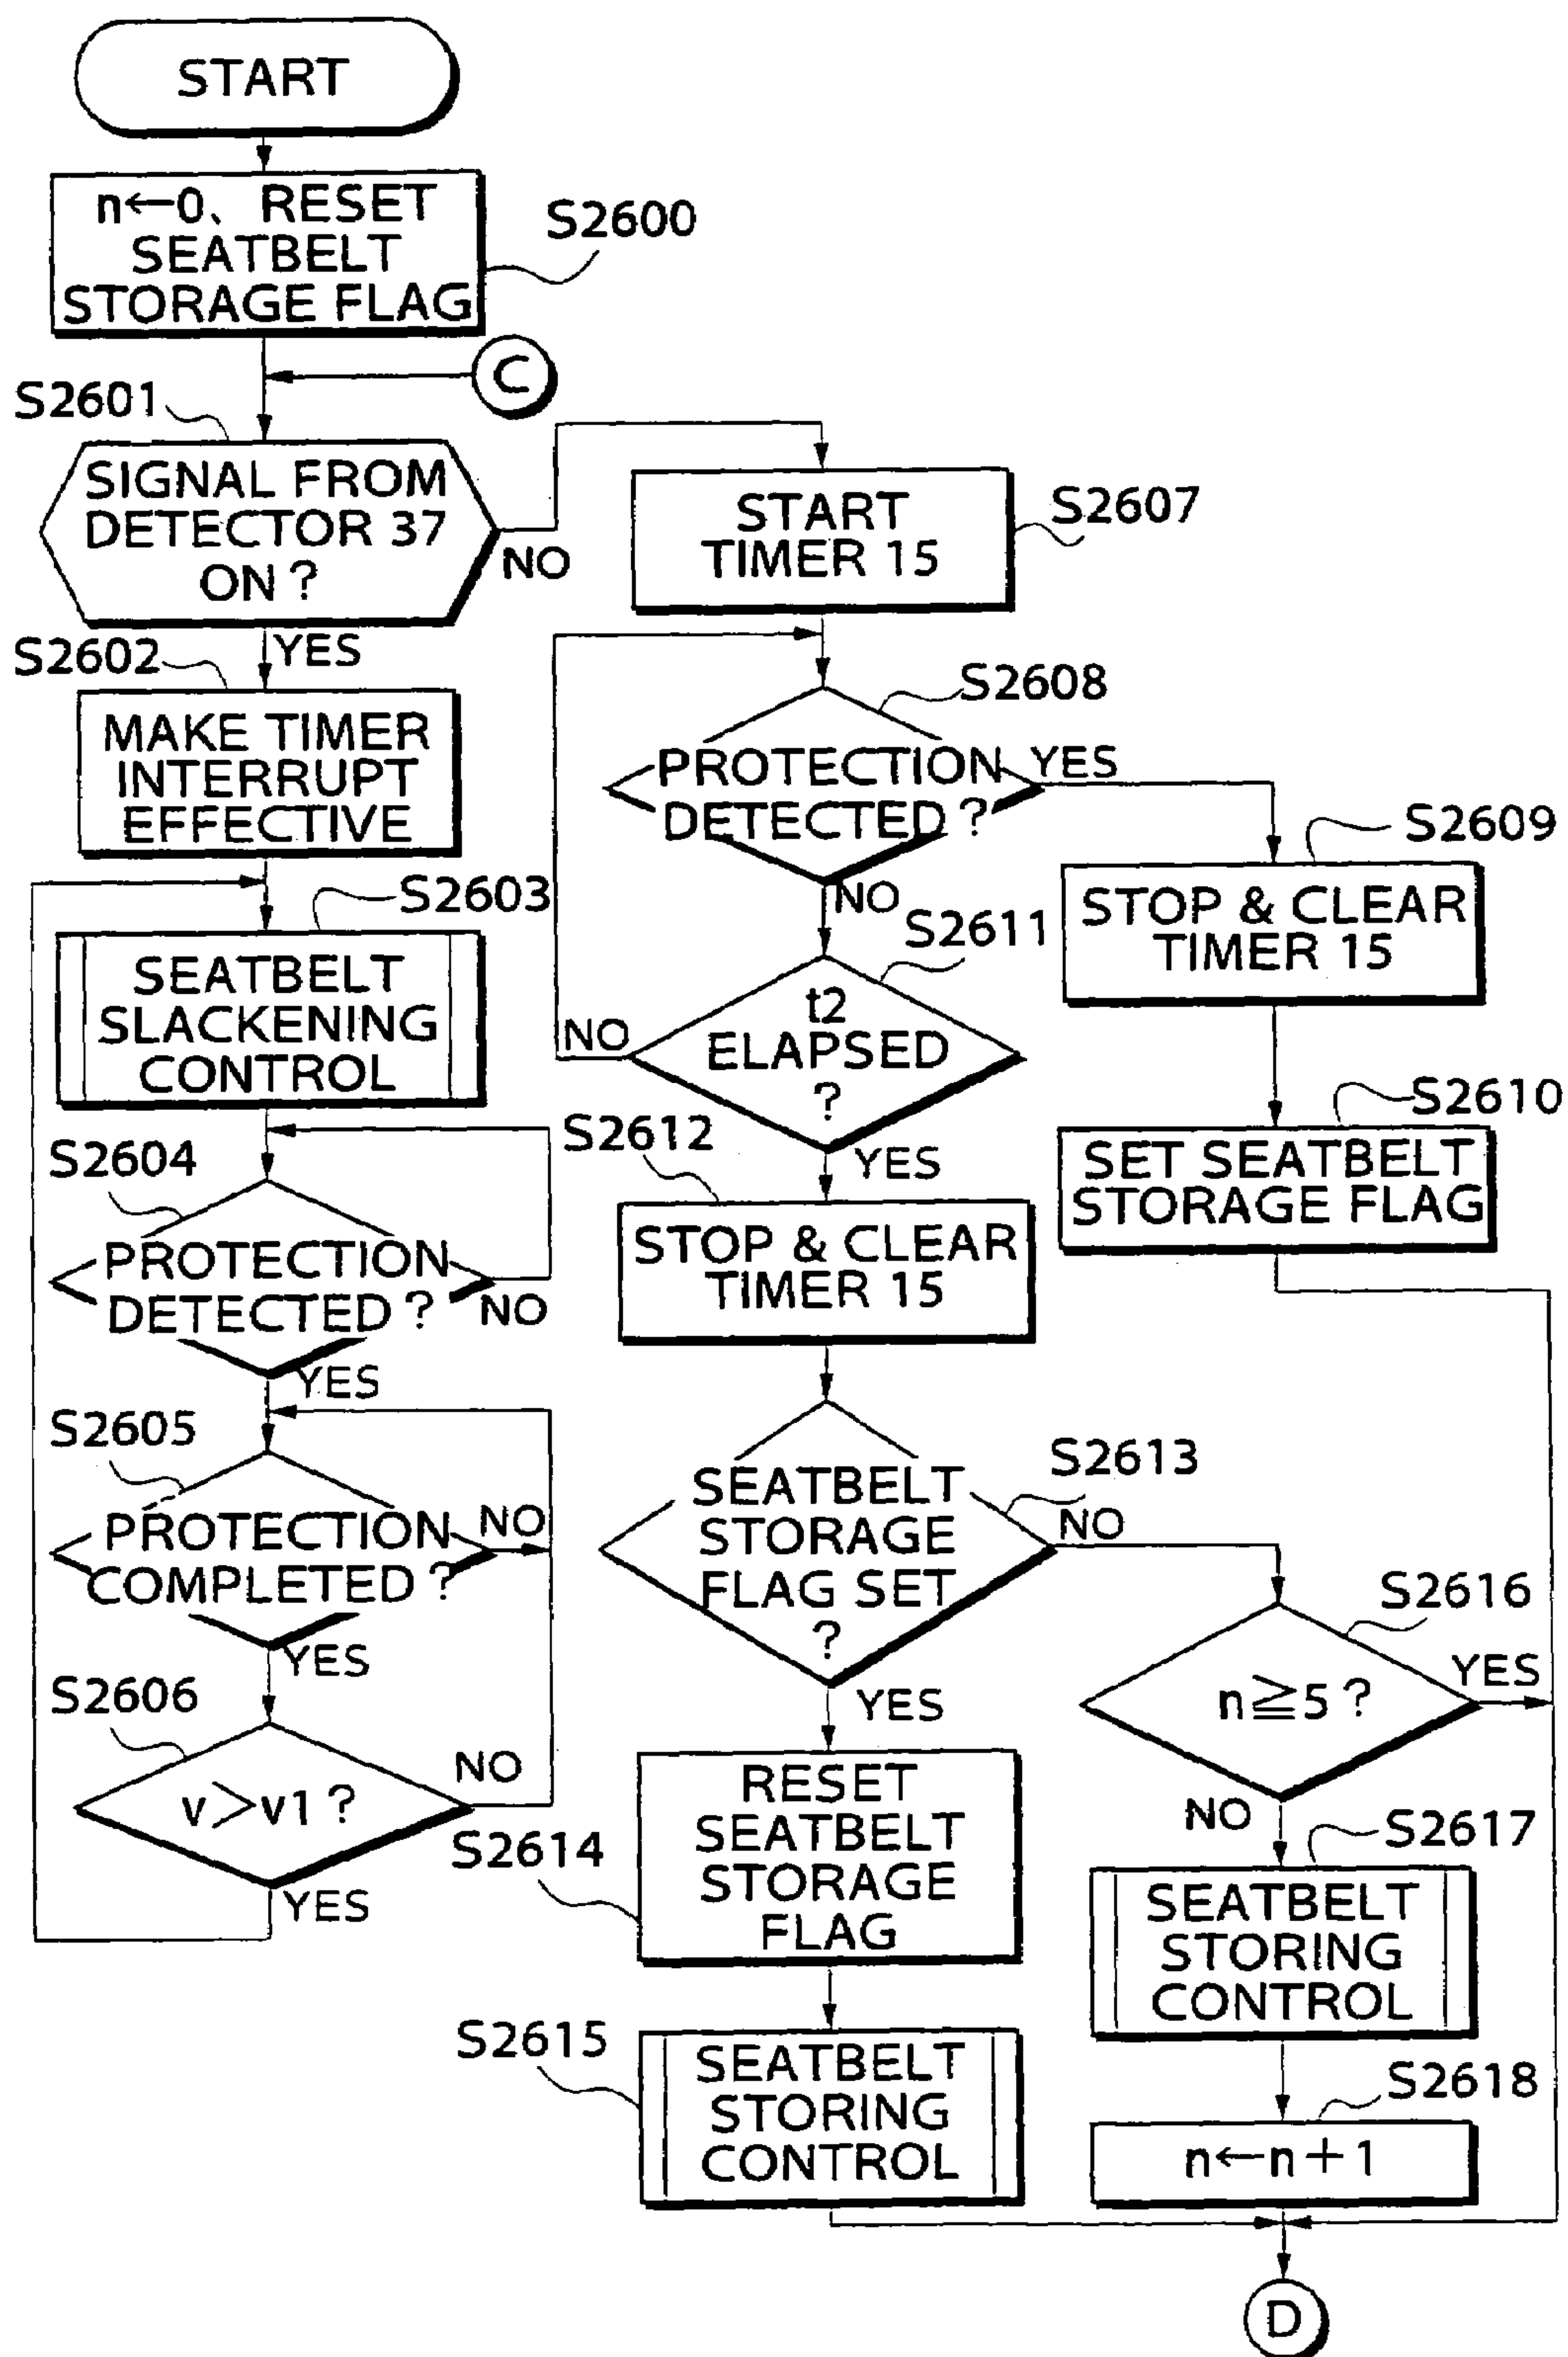 START
n←0、RESET
SEATBELT
STORAGE FLAG
S2600
C
S2601
SIGNAL FROM
DETECTOR 37
ON ?
NO
YES
S2602
MAKE TIMER
INTERRUPT
EFFECTIVE
S2603
SEATBELT
SLACKENING
CONTROL
S2604
PROTECTION
DETECTED ?
NO
YES
S2605
PROTECTION
COMPLETED ?
NO
YES
S2606
v>v1 ?
NO
YES
START
TIMER 15
S2607
S2608
PROTECTION
DETECTED ?
YES
NO
S2609
STOP & CLEAR
TIMER 15
S2610
SET SEATBELT
STORAGE FLAG
S2611
t2
ELAPSED
?
NO
YES
S2612
STOP & CLEAR
TIMER 15
S2613
SEATBELT
STORAGE
FLAG SET
?
NO
YES
S2614
RESET
SEATBELT
STORAGE
FLAG
S2615
SEATBELT
STORING
CONTROL
S2616
n≧5 ?
YES
NO
S2617
SEATBELT
STORING
CONTROL
S2618
n←n+1
D